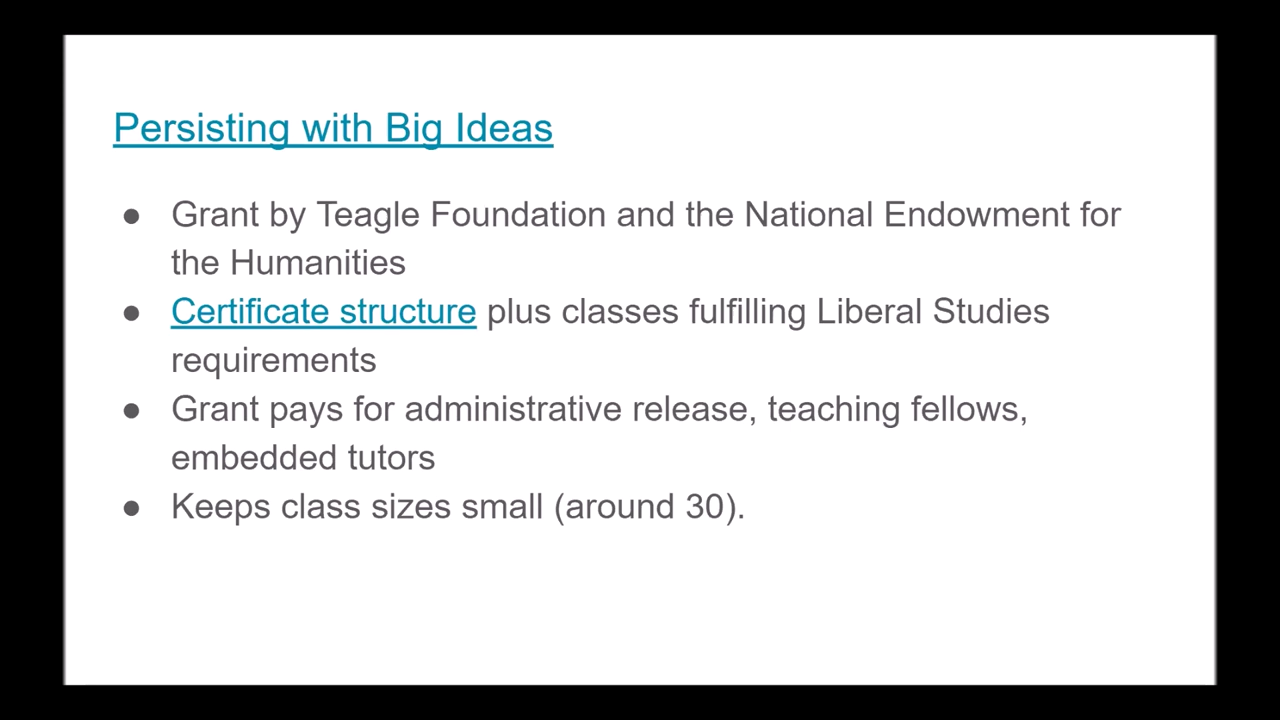 Persisting with Big Ideas
● Grant by Teagle Foundation and the National Endowment for
the Humanities
● Certificate structure plus classes fulfilling Liberal Studies
requirements
● Grant pays for administrative release, teaching fellows,
embedded tutors
● Keeps class sizes small (around 30).